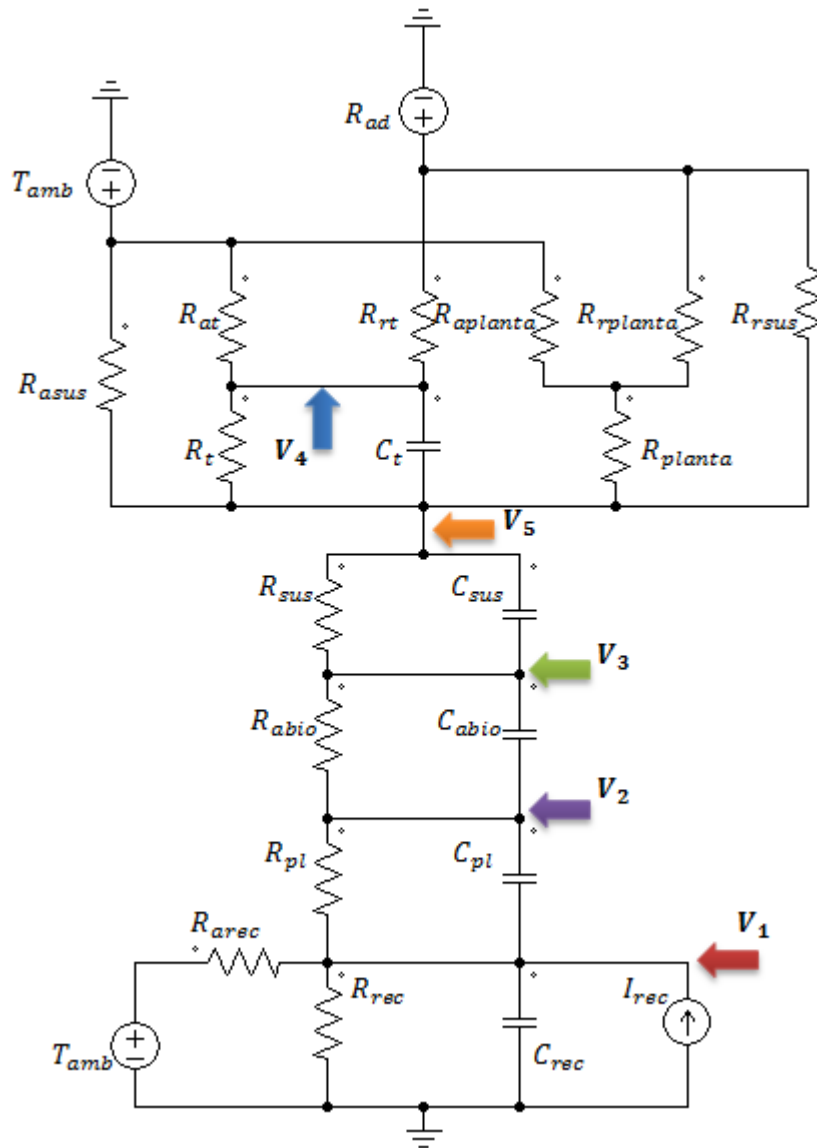 R_ad
T_amb
R_at
R_rt
R_aplanta
R_rplanta
R_rsus
R_asus
R_t
V_4
C_t
R_planta
V_5
R_sus
C_sus
V_3
R_abio
C_abio
V_2
R_pl
C_pl
R_arec
V_1
R_rec
I_rec
T_amb
C_rec